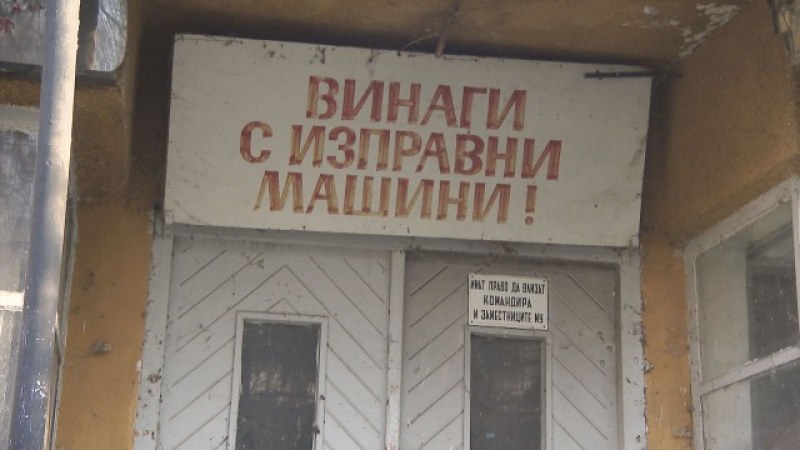 ВИНАГИ
С ИЗПРАВНИ
МАШИНИ!
ИМАТ ПРАВО ДА ВЛИЗАТ
КОМАНДИРА
И ЗАМЕСТНИЦИТЕ МУ